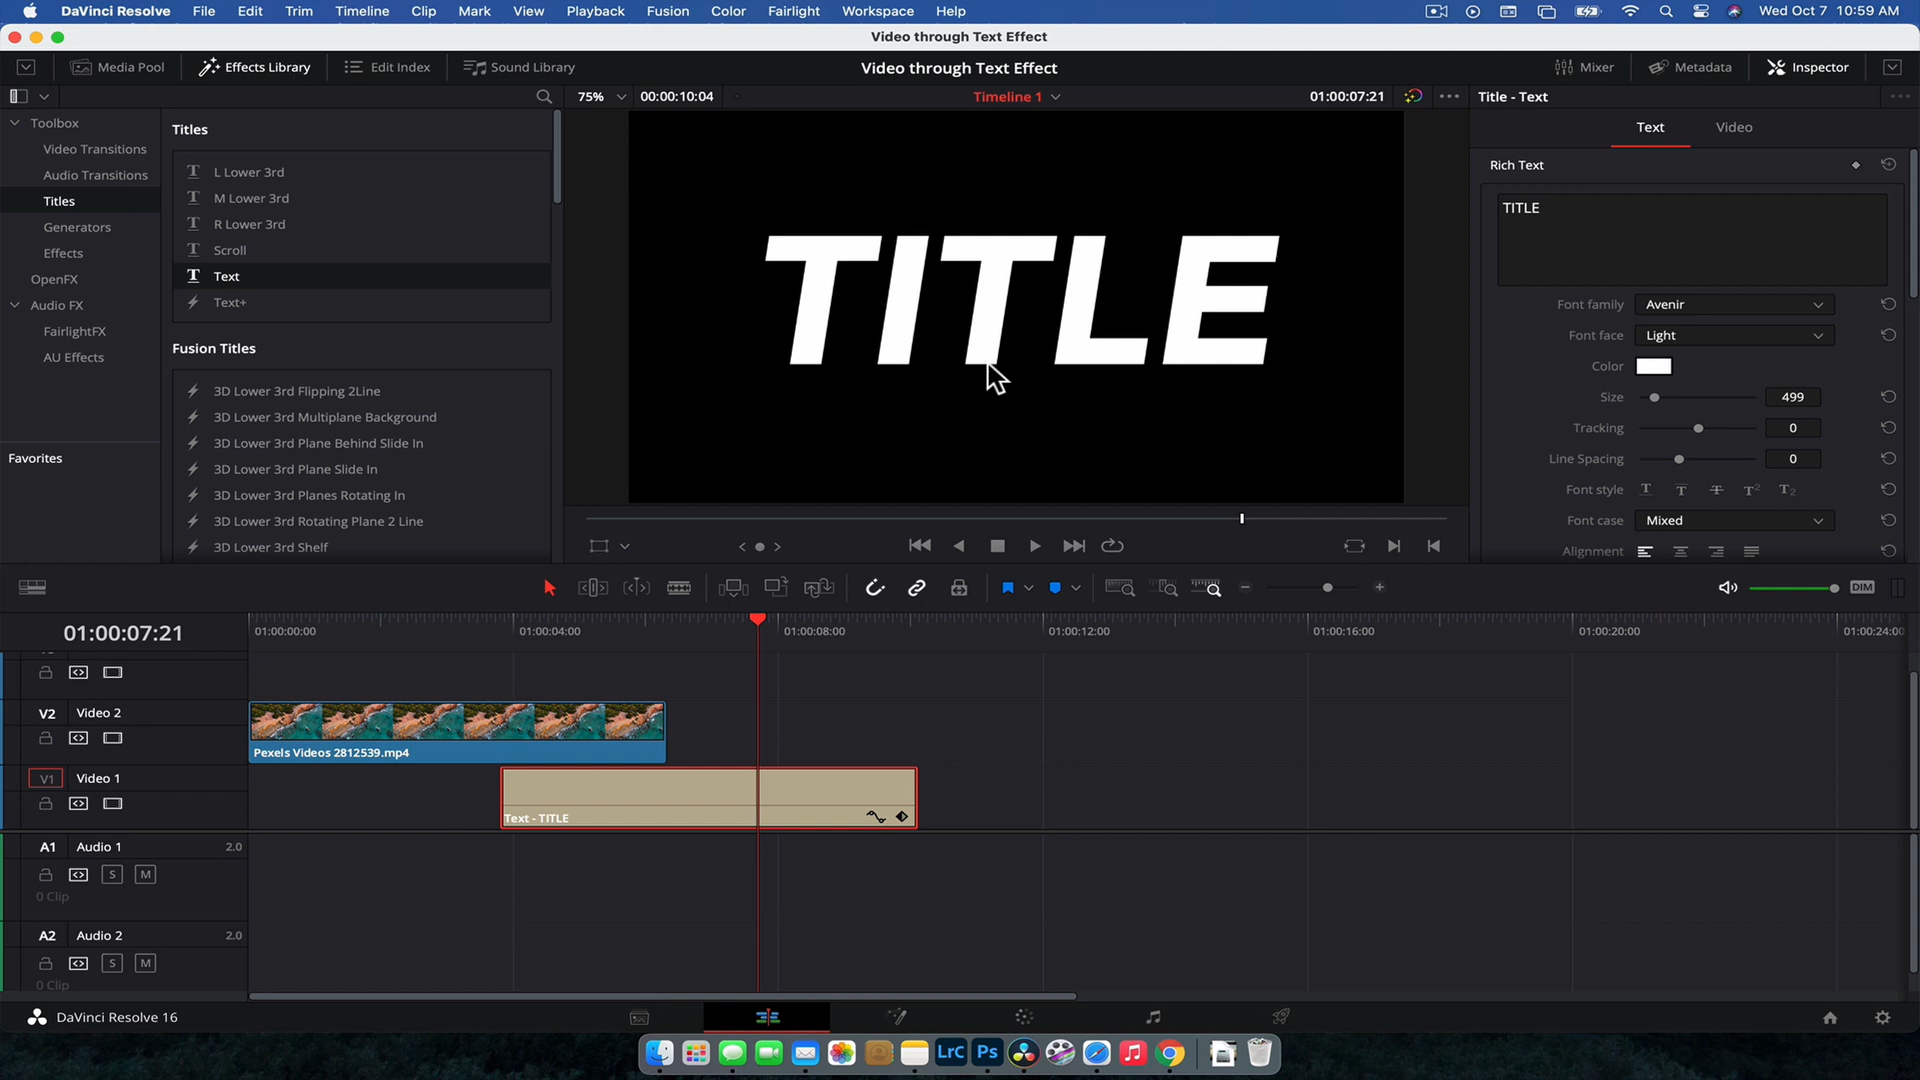 DaVinci Resolve File Edit Trim Timeline Clip Mark View Playback Fusion Color Fairlight Workspace Help Wed Oct 7 10:59 AM
Video through Text Effect
Media Pool Effects Library Edit Index Sound Library Video through Text Effect Mixer Metadata Inspector
75% 00:00:10:04 Timeline 1 01:00:07:21 Title - Text
Toolbox
Video Transitions
Audio Transitions
Titles
Generators
Effects
OpenFX
Audio FX
FairlightFX
AU Effects
Favorites
Titles
L Lower 3rd
M Lower 3rd
R Lower 3rd
Scroll
Text
Text+
Fusion Titles
3D Lower 3rd Flipping 2Line
3D Lower 3rd Multiplane Background
3D Lower 3rd Plane Behind Slide In
3D Lower 3rd Plane Slide In
3D Lower 3rd Planes Rotating In
3D Lower 3rd Rotating Plane 2 Line
3D Lower 3rd Shelf
TITLE
Text Video
Rich Text
TITLE
Font family Avenir
Font face Light
Color
Size 499
Tracking 0
Line Spacing 0
Font style T T T T2 T2
Font case Mixed
Alignment
DIM
01:00:07:21 01:00:00:00 01:00:04:00 01:00:08:00 01:00:12:00 01:00:16:00 01:00:20:00 01:00:24:00
V2 Video 2
Pexels Videos 2812539.mp4
V1 Video 1
Text - TITLE
A1 Audio 1 2.0
S M
0 Clip
A2 Audio 2 2.0
S M
0 Clip
DaVinci Resolve 16
LrC Ps